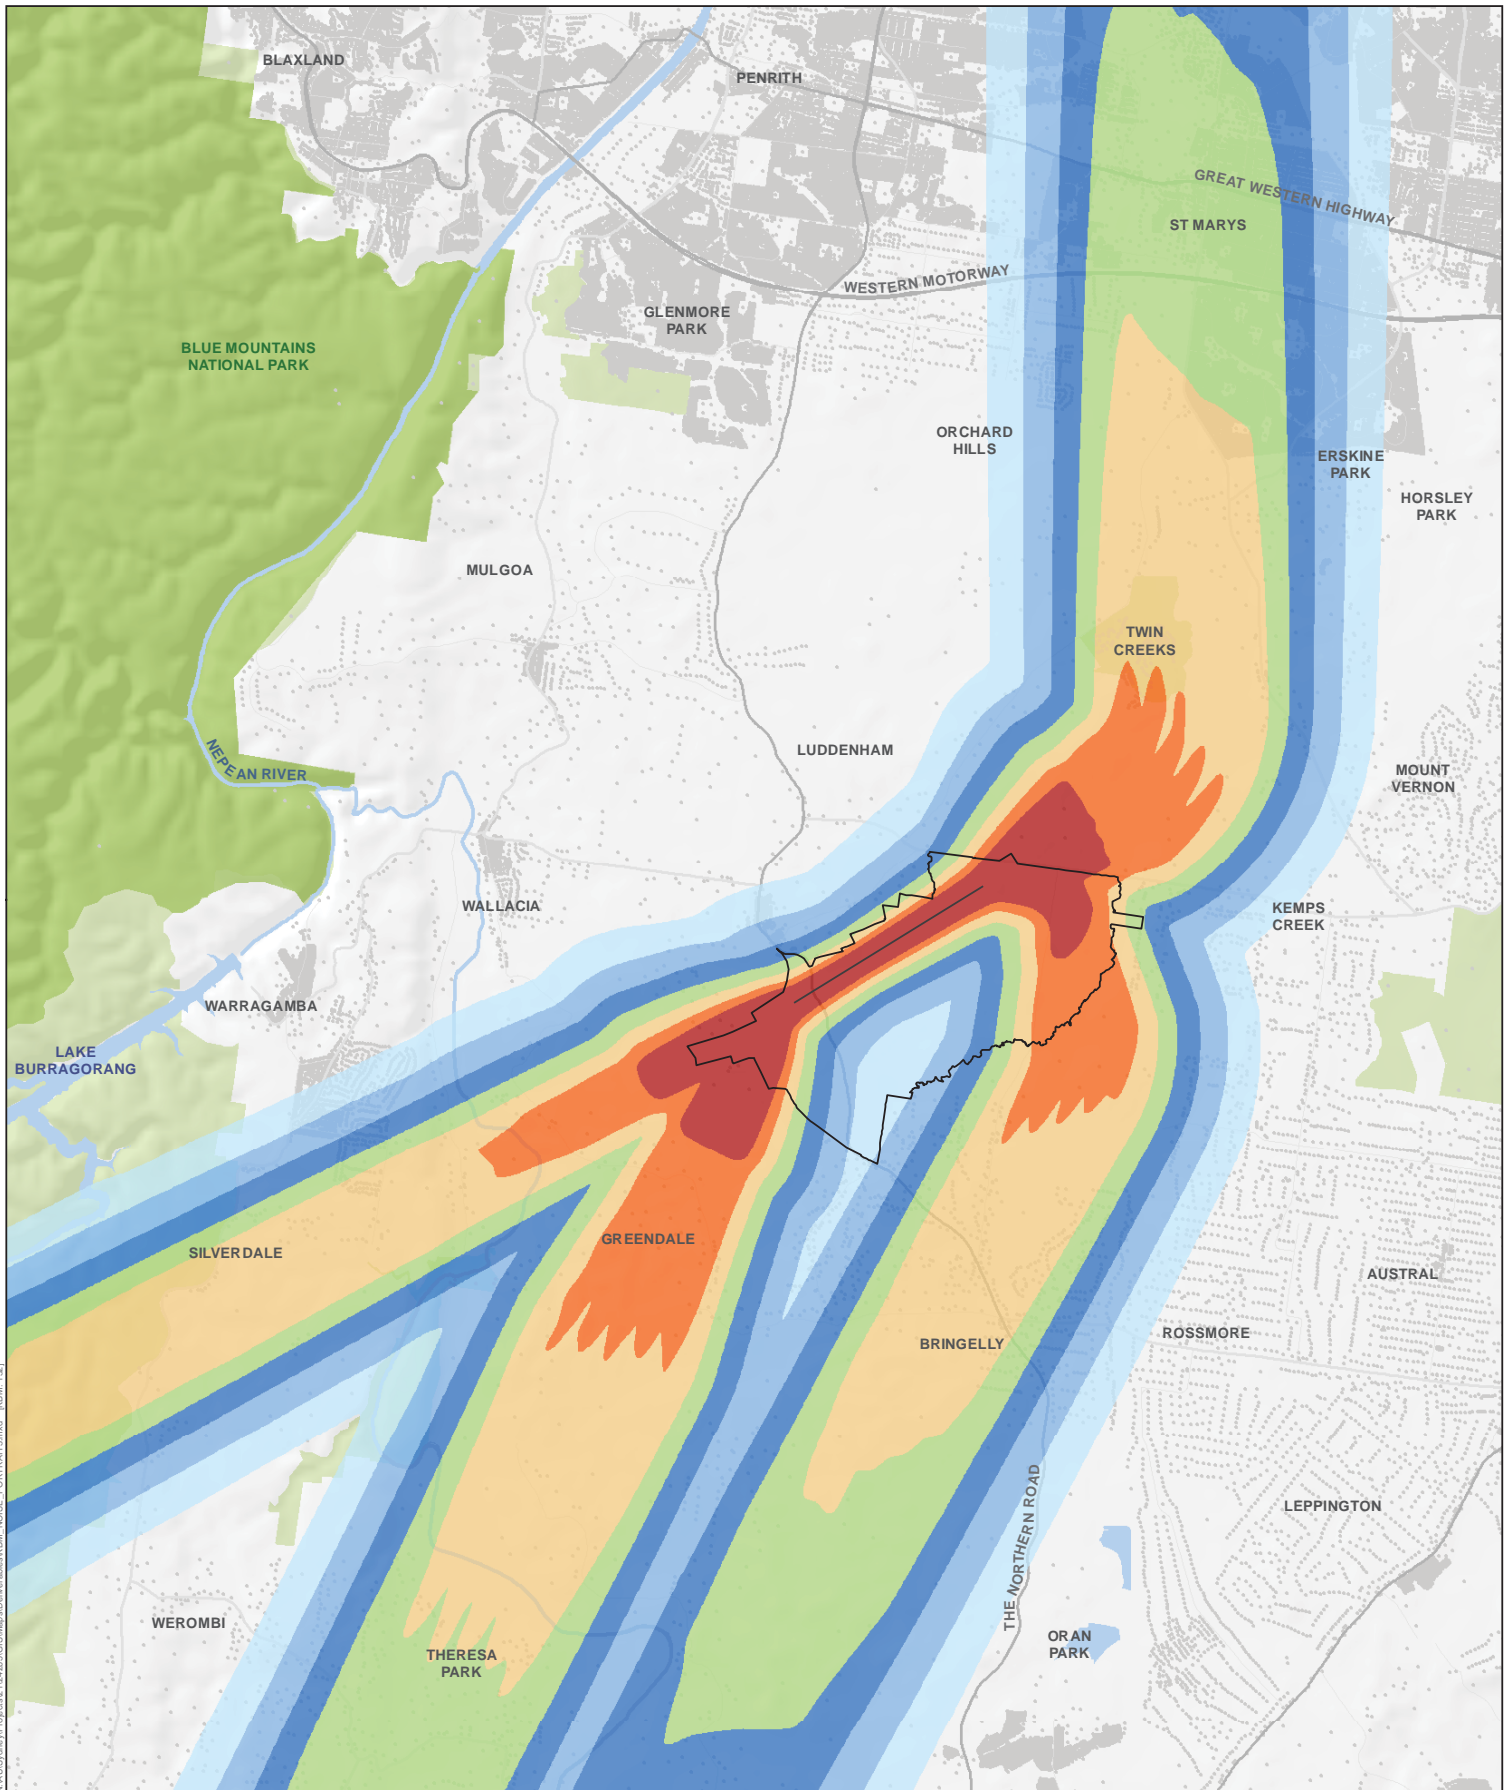 BLAXLAND
PENRITH
GREAT WESTERN HIGHWAY
ST MARYS
WESTERN MOTORWAY
GLENMORE
PARK
BLUE MOUNTAINS
NATIONAL PARK
ORCHARD
HILLS
ERSKINE
PARK
HORSLEY
PARK
MULGOA
TWIN
CREEKS
NEPEAN RIVER
LUDDENHAM
MOUNT
VERNON
WALLACIA
KEMPS
CREEK
WARRAGAMBA
LAKE
BURRAGORANG
SILVERDALE
GREENDALE
AUSTRAL
ROSSMORE
BRINGELLY
LEPPINGTON
THE NORTHERN ROAD
WEROMBI
THERESA
PARK
ORAN
PARK